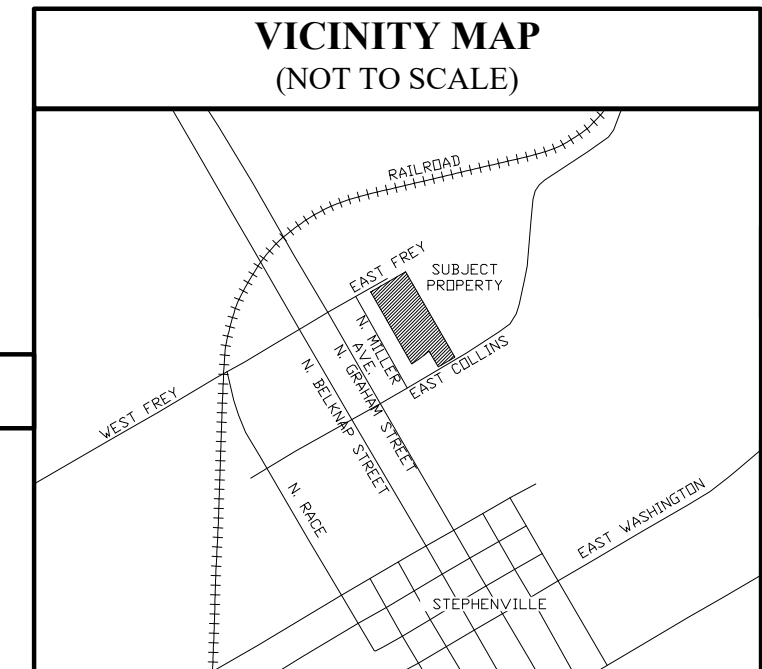 VICINITY MAP
(NOT TO SCALE)
RAILROAD
EAST FREY
SUBJECT
PROPERTY
N. MILLER
AVE.
N. GRAHAM STREET
EAST COLLINS
N. BELKNAP STREET
WEST FREY
N. RACE
EAST WASHINGTON
STEPHENVILLE